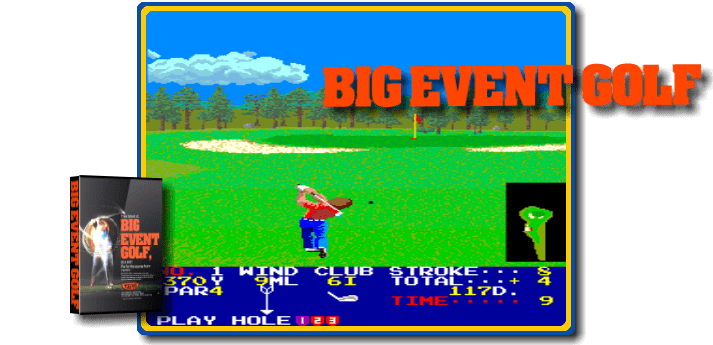 BIG EVENT GOLF
NO. 1 WIND CLUB STROKE... 8
370Y 9ML 6I TOTAL...+ 4
PAR4 117D.
TIME..... 9
PLAY HOLE 1 2 3
BIG EVENT GOLF
BIG
EVENT
GOLF